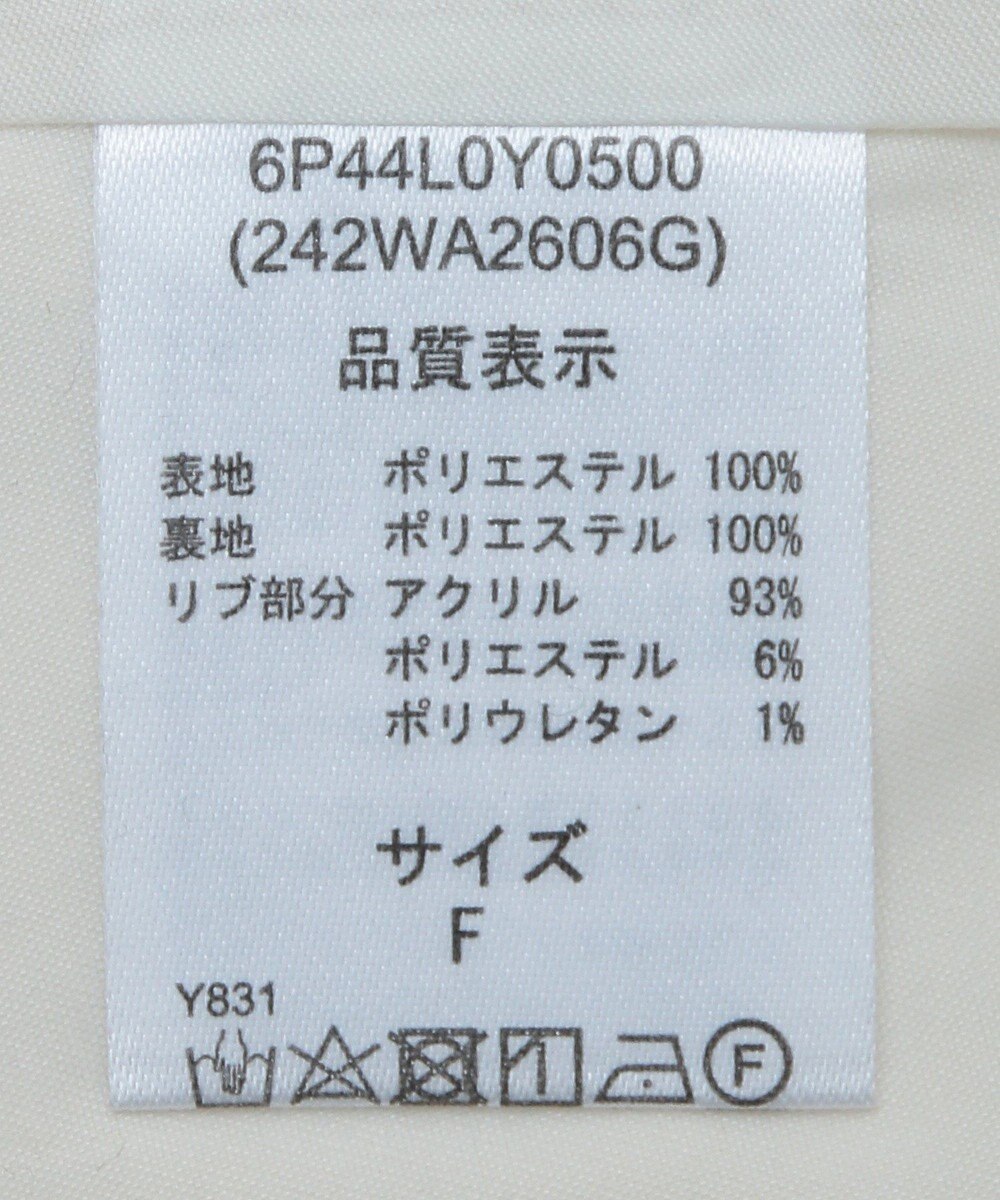 6P44L0Y0500
(242WA2606G)
品質表示
表地 ポリエステル 100%
裏地 ポリエステル 100%
リブ部分 アクリル 93%
ポリエステル 6%
ポリウレタン 1%
サイズ
F
Y831
F